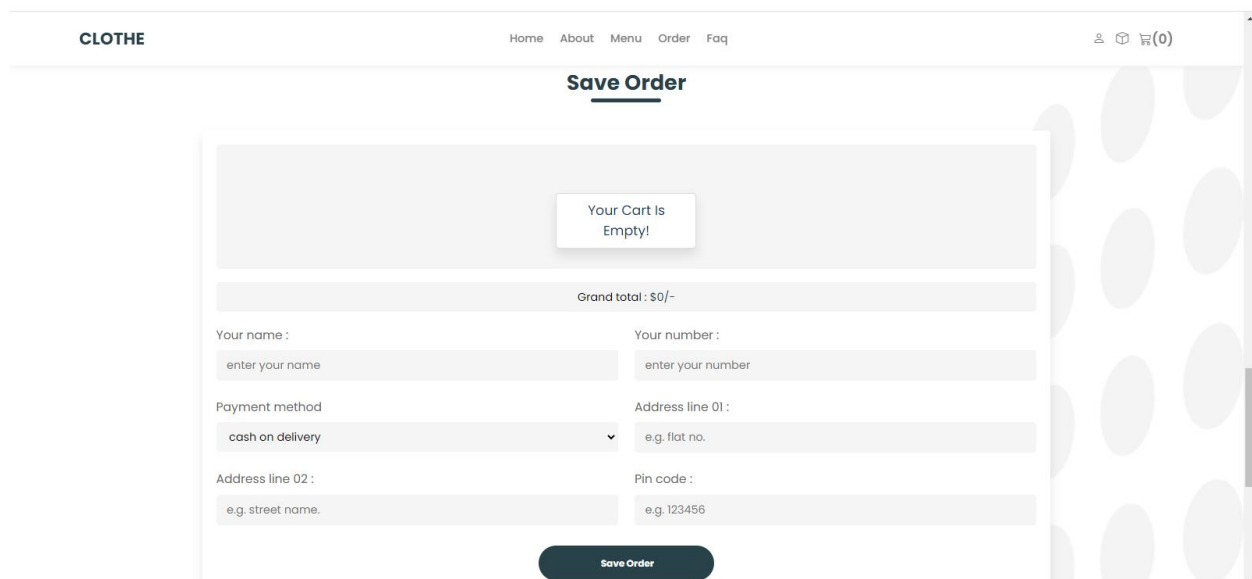 CLOTHE
Home About Menu Order Faq
(0)
Save Order
Your Cart Is
Empty!
Grand total : $0/-
Your name :
Your number :
enter your name
enter your number
Payment method
Address line 01 :
cash on delivery
e.g. flat no.
Address line 02 :
Pin code :
e.g. street name.
e.g. 123456
Save Order